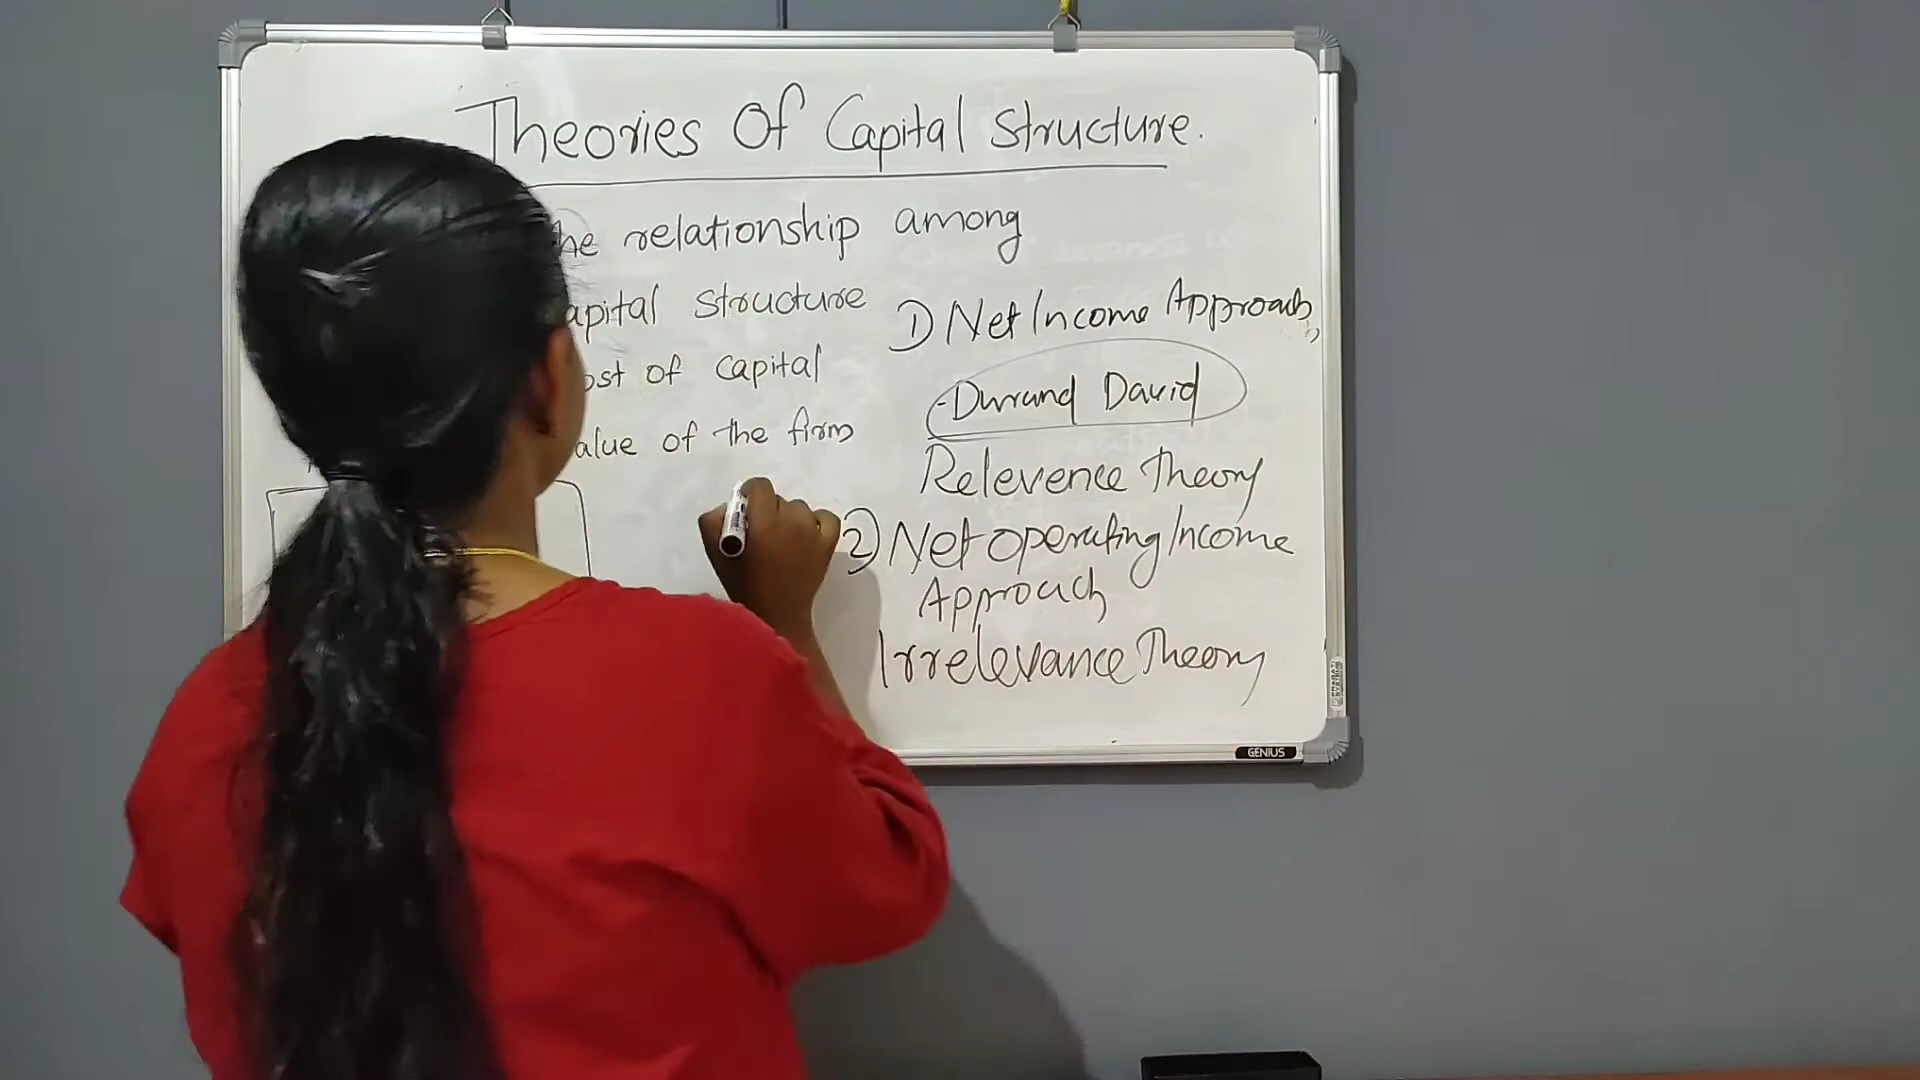 Theories Of Capital Structure.
he relationship among
apital Structure
ost of capital
alue of the firm
1) Net Income Approach,
- Durand David
Relevence Theory
2) Net operating Income
Approach
Irrelevance Theory
GENIUS